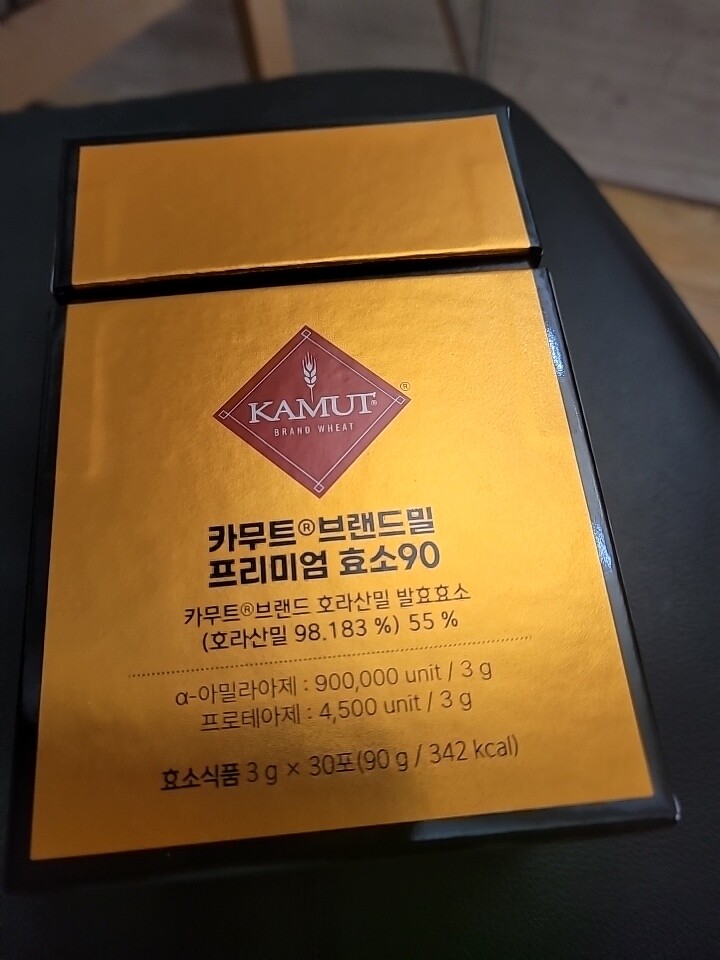 KAMUT®
BRAND WHEAT
®
카무트®브랜드밀
프리미엄 효소90
카무트®브랜드 호라산밀 발효효소
(호라산밀 98.183 %) 55 %
α-아밀라아제 : 900,000 unit / 3 g
프로테아제 : 4,500 unit / 3 g
효소식품 3 g × 30포(90 g / 342 kcal)